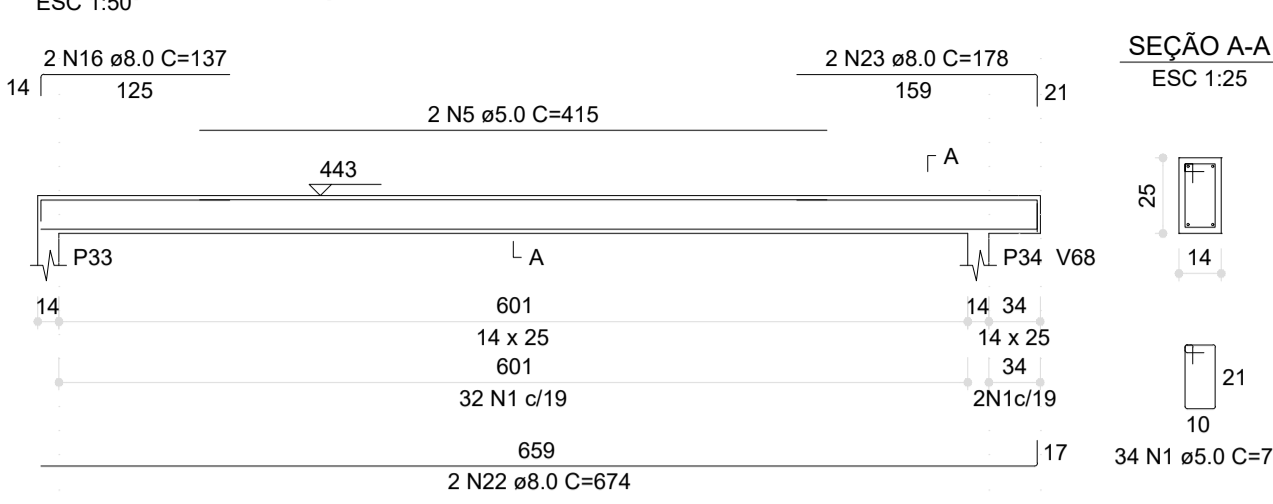 ESC 1:50
2 N16 ø8.0 C=137
14
125
2 N23 ø8.0 C=178
159
21
2 N5 ø5.0 C=415
443
A
A
P33
P34 V68
14
601
14
34
14 x 25
14 x 25
601
34
32 N1 c/19
2N1c/19
659
17
2 N22 ø8.0 C=674
SEÇÃO A-A
ESC 1:25
25
14
21
10
34 N1 ø5.0 C=7